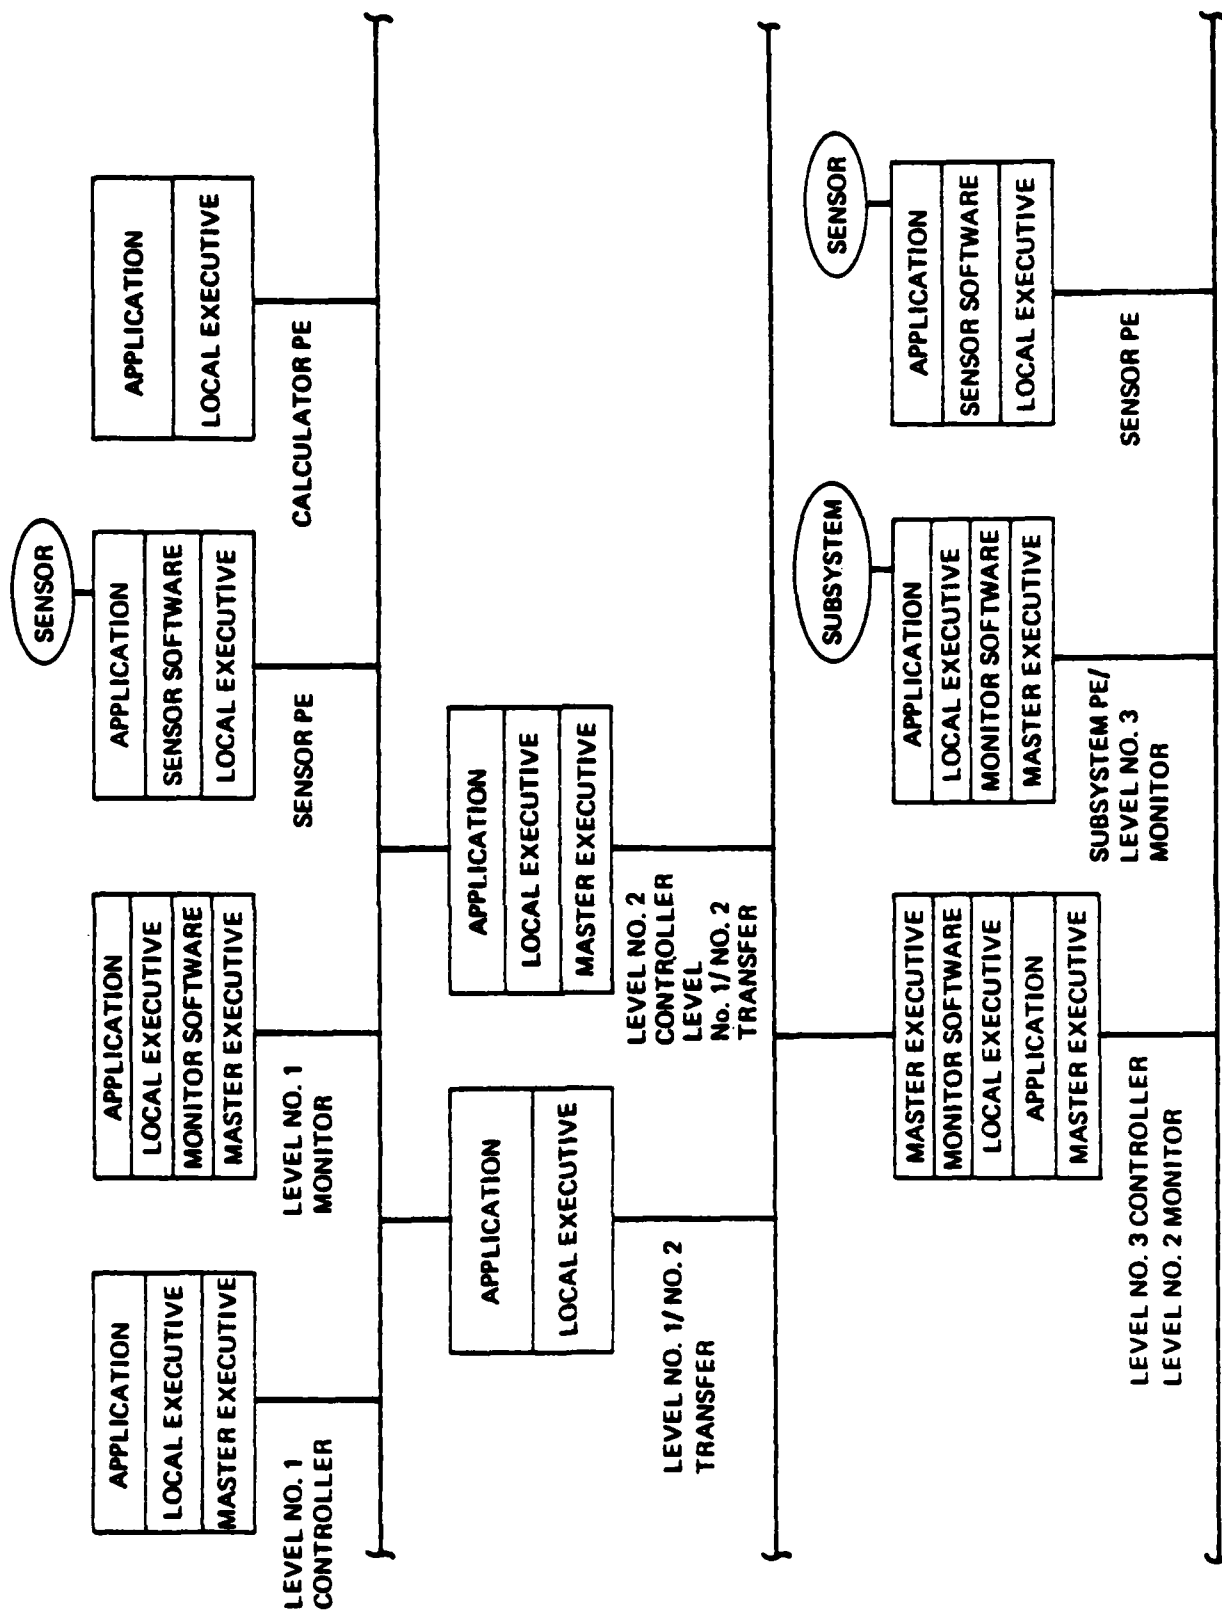 APPLICATION
LOCAL EXECUTIVE
MASTER EXECUTIVE
LEVEL NO. 1
CONTROLLER
APPLICATION
LOCAL EXECUTIVE
MONITOR SOFTWARE
MASTER EXECUTIVE
LEVEL NO. 1
MONITOR
SENSOR
APPLICATION
SENSOR SOFTWARE
LOCAL EXECUTIVE
SENSOR PE
APPLICATION
LOCAL EXECUTIVE
CALCULATOR PE
APPLICATION
LOCAL EXECUTIVE
LEVEL NO. 1/ NO. 2
TRANSFER
APPLICATION
LOCAL EXECUTIVE
MASTER EXECUTIVE
LEVEL NO. 2
CONTROLLER
LEVEL
No. 1/ NO. 2
TRANSFER
MASTER EXECUTIVE
MONITOR SOFTWARE
LOCAL EXECUTIVE
APPLICATION
MASTER EXECUTIVE
LEVEL NO. 3 CONTROLLER
LEVEL NO. 2 MONITOR
SUBSYSTEM
APPLICATION
LOCAL EXECUTIVE
MONITOR SOFTWARE
MASTER EXECUTIVE
SUBSYSTEM PE/
LEVEL NO. 3
MONITOR
SENSOR
APPLICATION
SENSOR SOFTWARE
LOCAL EXECUTIVE
SENSOR PE